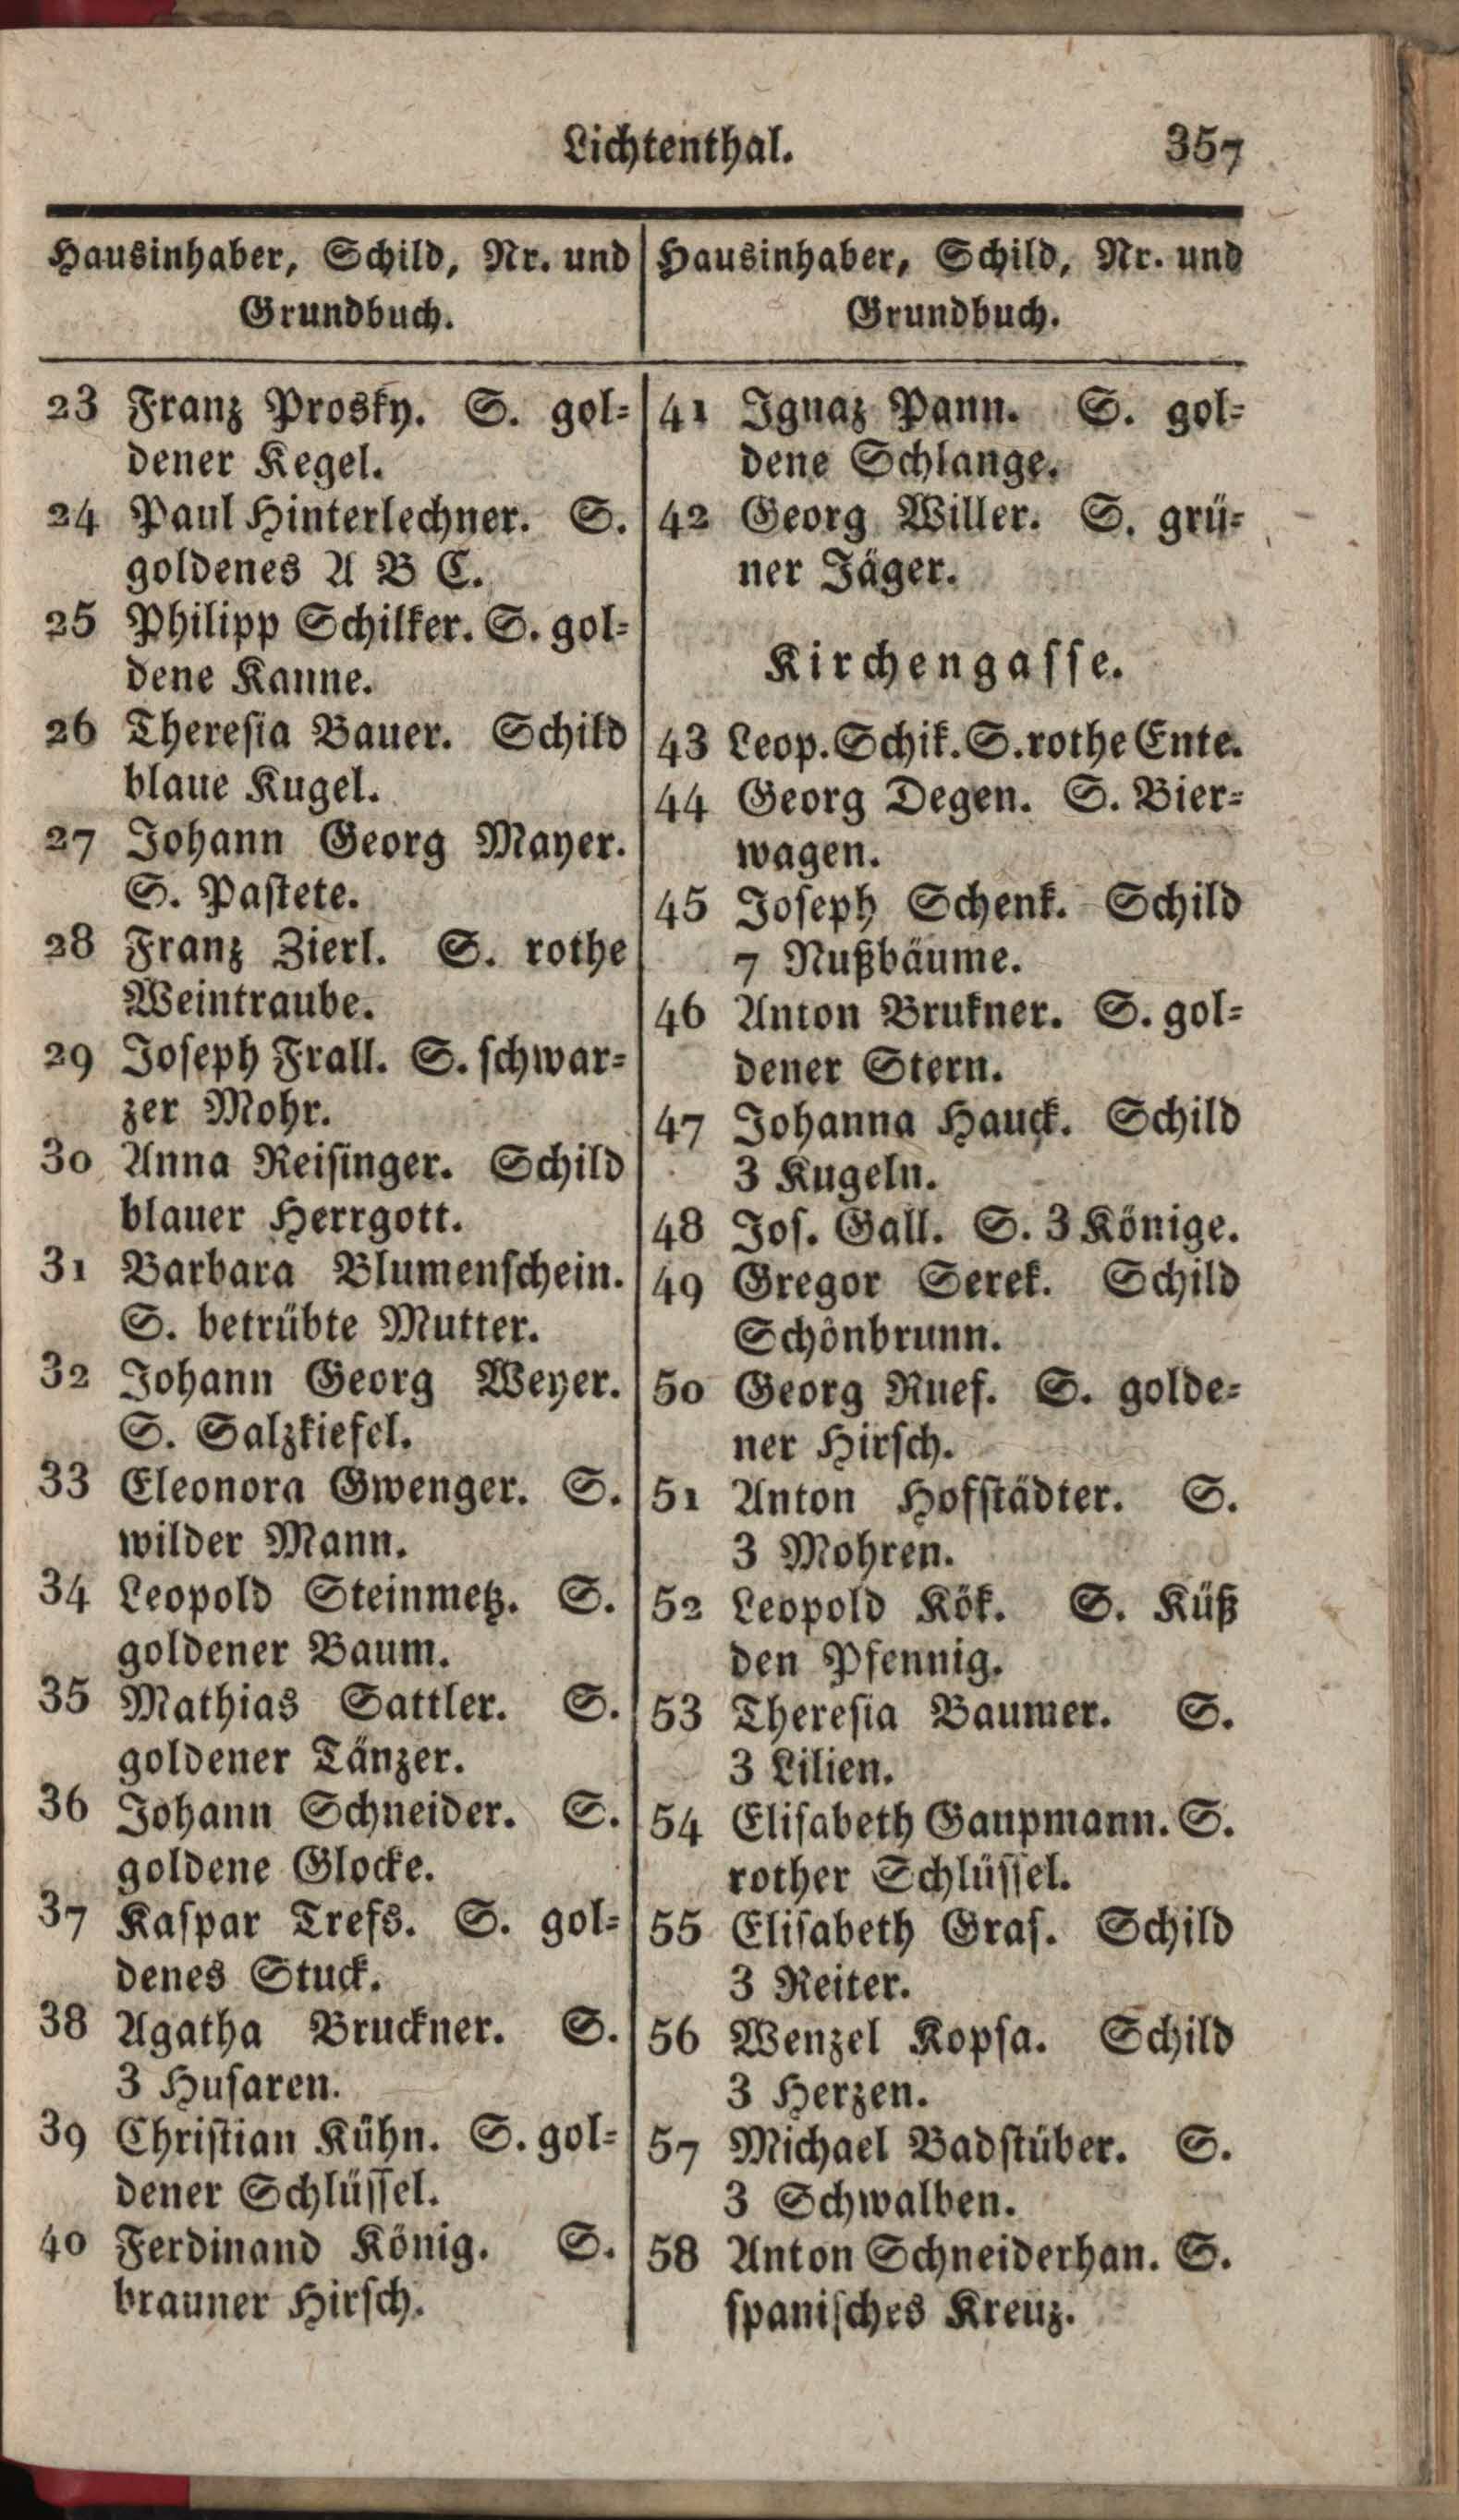 Lichtenthal. 357
Hausinhaber, Schild, Nr. und
Grundbuch.
23 Franz Prosky. S. gol=
dener Kegel.
24 Paul Hinterlechner. S.
goldenes A B C.
25 Philipp Schilker. S. gol=
dene Kanne.
26 Theresia Bauer. Schild
blaue Kugel.
27 Johann Georg Mayer.
S. Pastete.
28 Franz Zierl. S. rothe
Weintraube.
29 Joseph Frall. S. schwar=
zer Mohr.
30 Anna Reisinger. Schild
blauer Herrgott.
31 Barbara Blumenschein.
S. betrübte Mutter.
32 Johann Georg Weyer.
S. Salzkiefel.
33 Eleonora Gwenger. S.
wilder Mann.
34 Leopold Steinmetz. S.
goldener Baum.
35 Mathias Sattler. S.
goldener Tänzer.
36 Johann Schneider. S.
goldene Glocke.
37 Kaspar Trefs. S. gol=
denes Stuck.
38 Agatha Bruckner. S.
3 Husaren.
39 Christian Kühn. S. gol=
dener Schlüssel.
40 Ferdinand König. S.
brauner Hirsch.
Hausinhaber, Schild, Nr. und
Grundbuch.
41 Ignaz Pann. S. gol=
dene Schlange.
42 Georg Willer. S. grü=
ner Jäger.
Kirchengasse.
43 Leop. Schik. S. rothe Ente.
44 Georg Degen. S. Bier=
wagen.
45 Joseph Schenk. Schild
7 Nußbäume.
46 Anton Brukner. S. gol=
dener Stern.
47 Johanna Hauck. Schild
3 Kugeln.
48 Jos. Gall. S. 3 Könige.
49 Gregor Serek. Schild
Schönbrunn.
50 Georg Ruef. S. golde=
ner Hirsch.
51 Anton Hofstädter. S.
3 Mohren.
52 Leopold Kök. S. Küß
den Pfennig.
53 Theresia Baumer. S.
3 Lilien.
54 Elisabeth Gaupmann. S.
rother Schlüssel.
55 Elisabeth Gras. Schild
3 Reiter.
56 Wenzel Kopsa. Schild
3 Herzen.
57 Michael Badstüber. S.
3 Schwalben.
58 Anton Schneiderhan. S.
spanisches Kreuz.